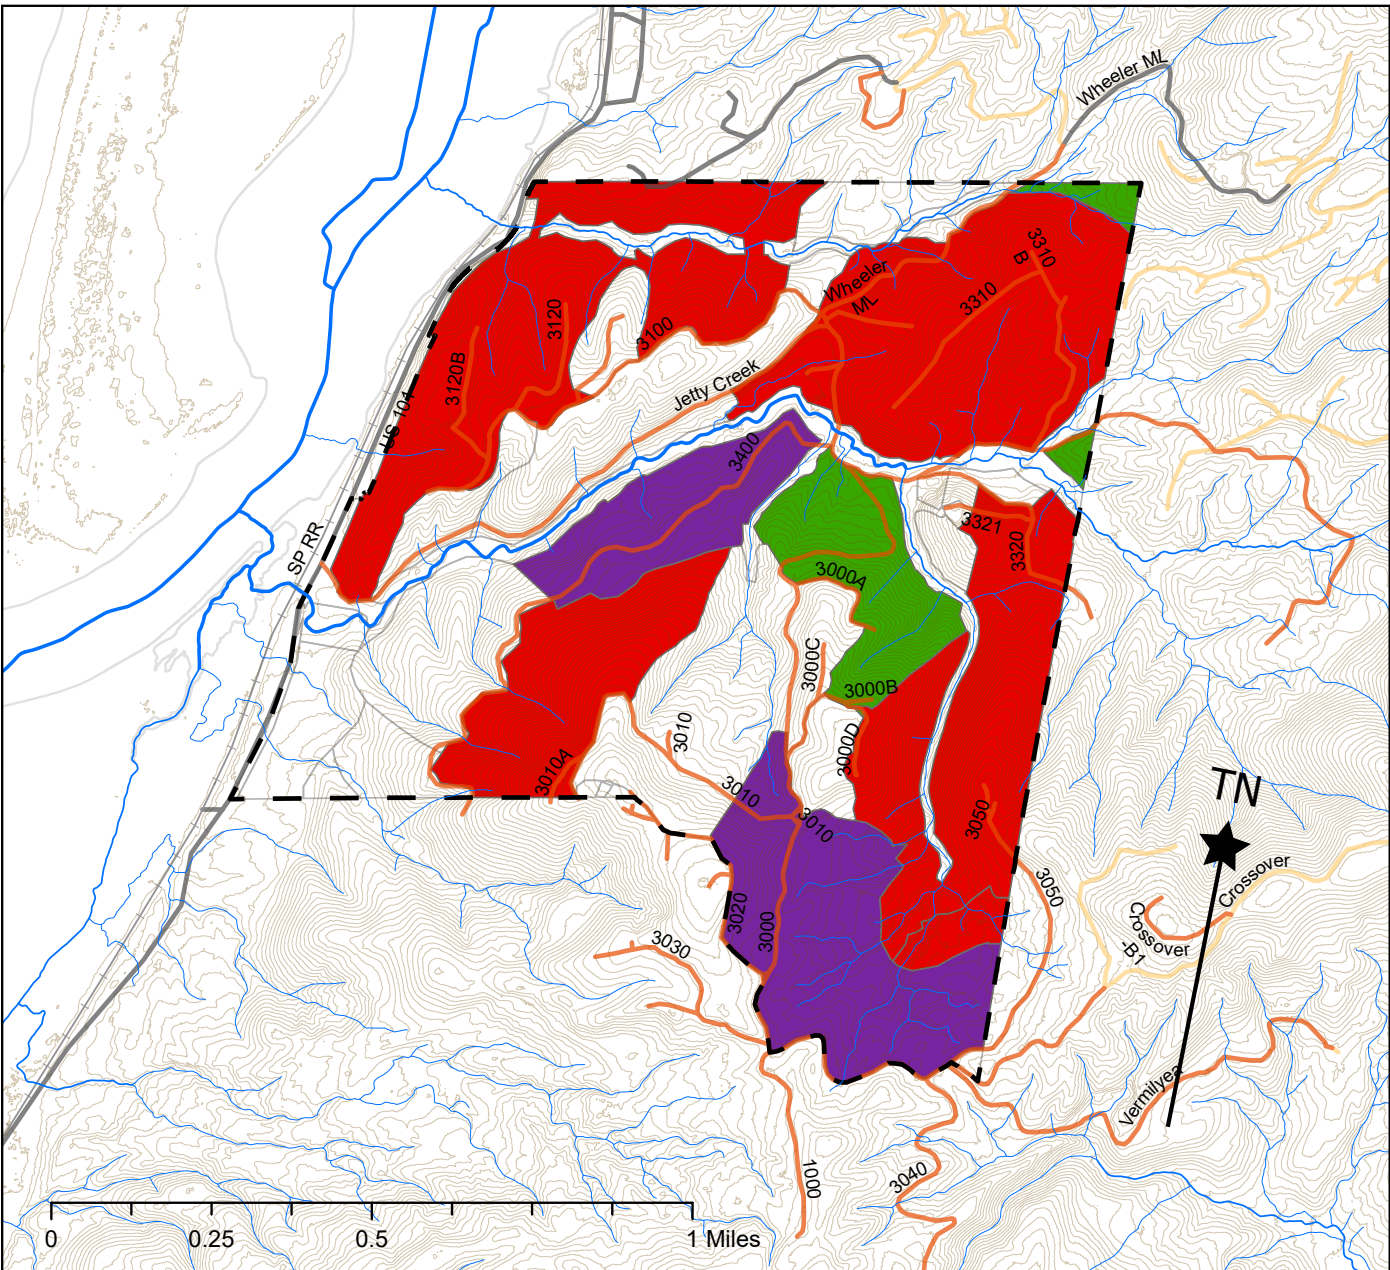 Wheeler ML
3310
B
3310
Wheeler
ML
3120
3100
3120B
Jetty Creek
US 101
3400
SP RR
3321
3320
3000A
3000C
3000B
3010
3000D
3010A
3010
3010
3050
TN
3050
Crossover
Crossover
-B1
3020
3000
3030
Vermilyea
1000
3040
0
0.25
0.5
1 Miles